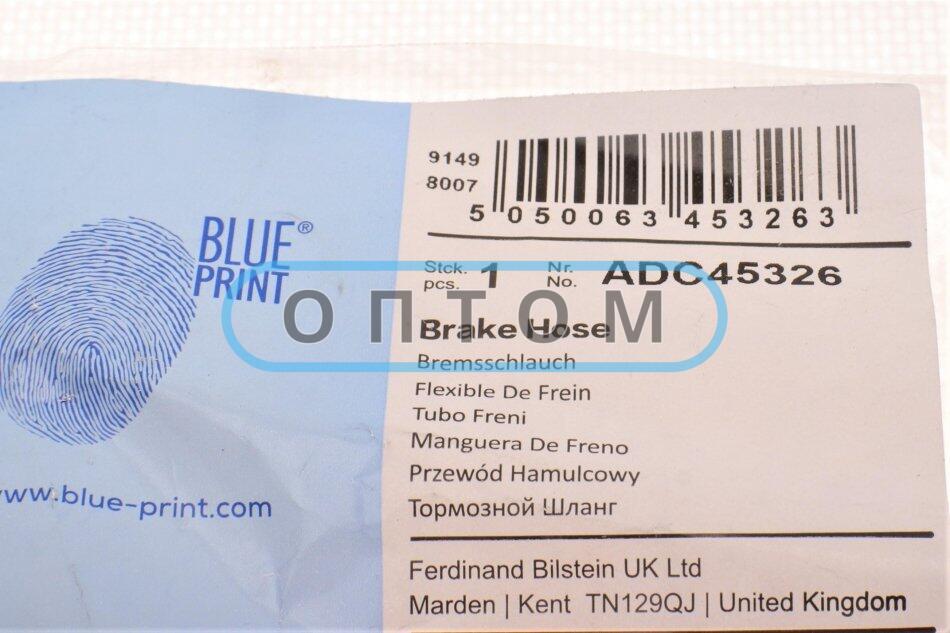 BLUE®
PRINT
www.blue-print.com
9149
8007
5 050063 453263
Stck.
pcs. 1 Nr.
No. ADC45326
ОПТОМ
Brake Hose
Bremsschlauch
Flexible De Frein
Tubo Freni
Manguera De Freno
Przewód Hamulcowy
Тормозной Шланг
Ferdinand Bilstein UK Ltd
Marden | Kent TN129QJ | United Kingdom